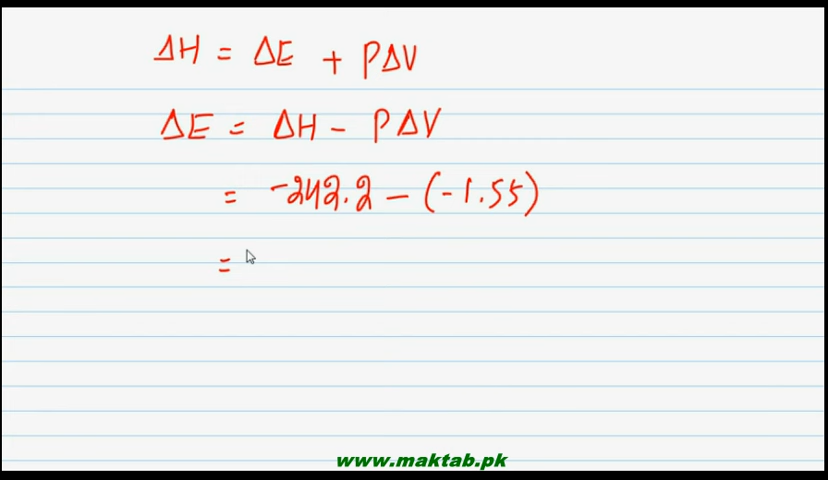 ΔH = ΔE + PΔV
ΔE = ΔH - PΔV
= -242.2 - (-1.55)
=
www.maktab.pk